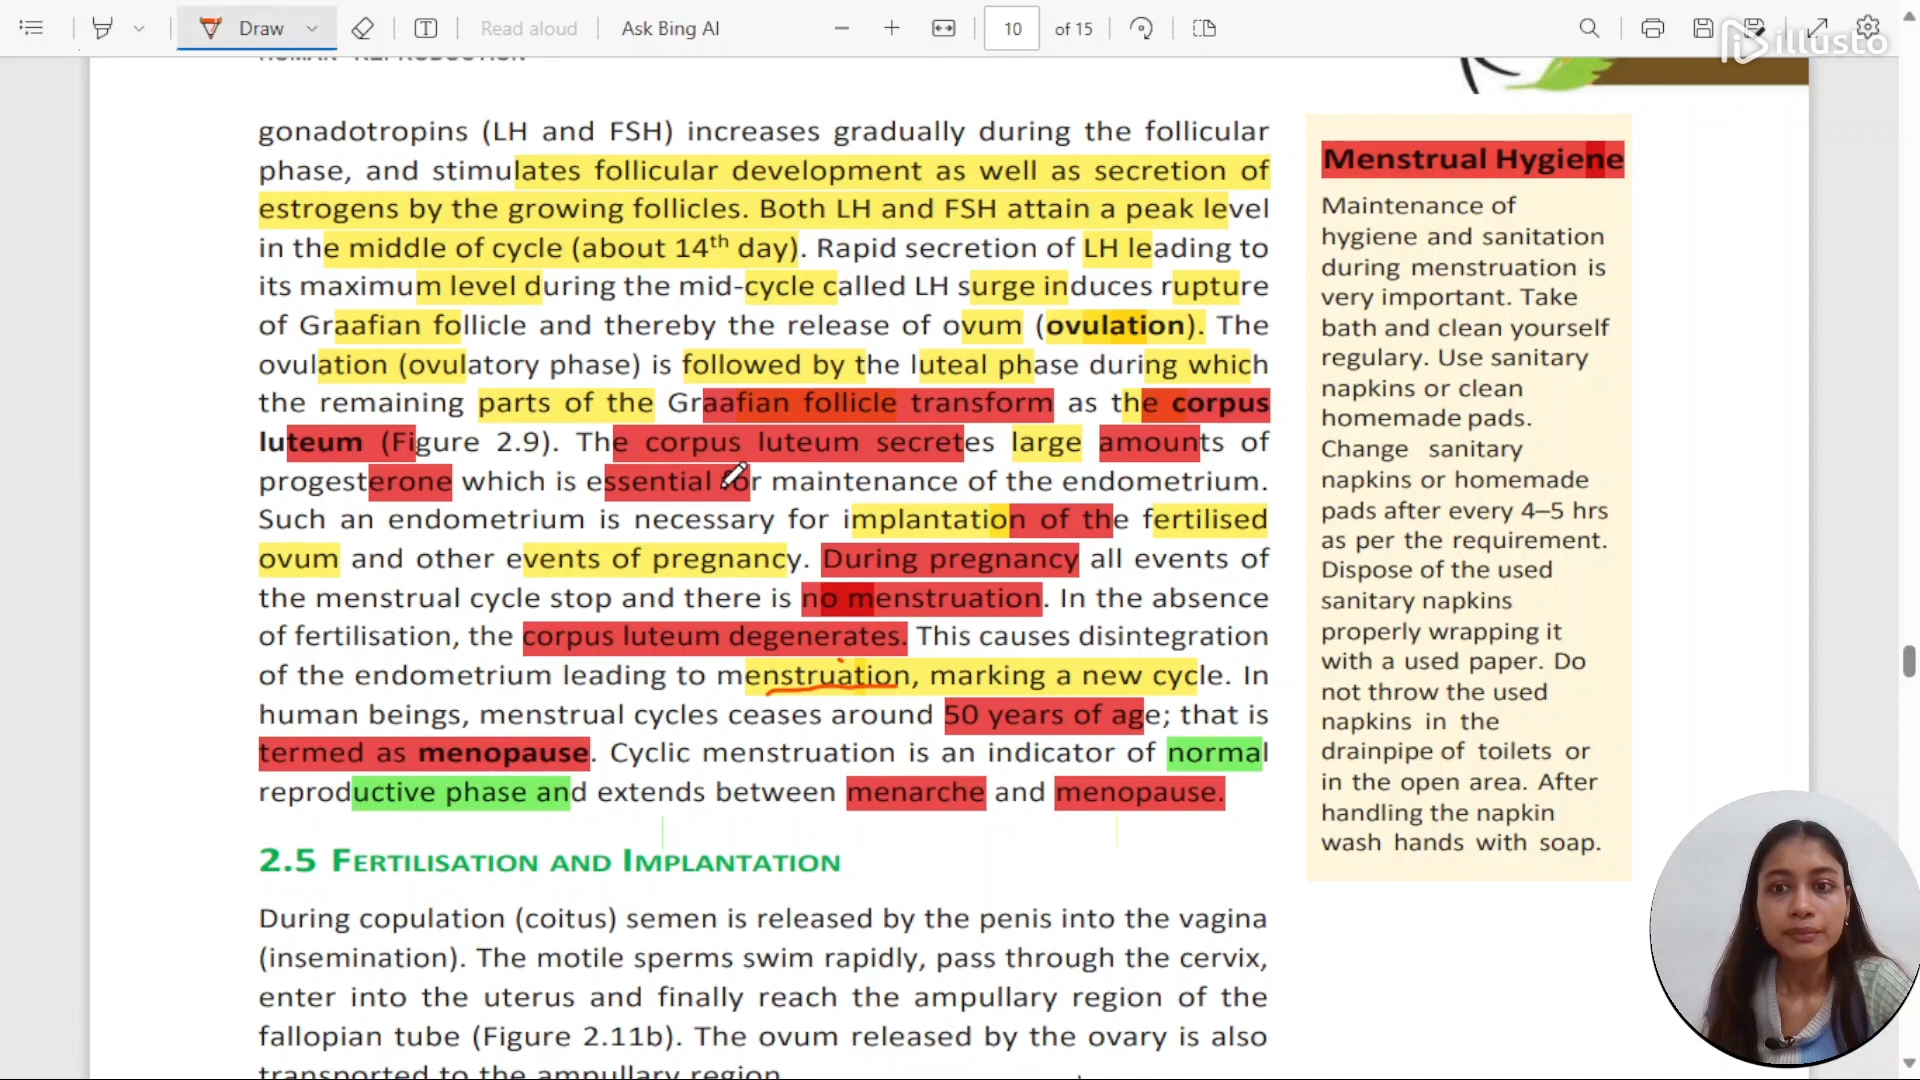 Draw
Read aloud
Ask Bing AI
10
of 15
illusto
HUMAN REPRODUCTION
gonadotropins (LH and FSH) increases gradually during the follicular
phase, and stimulates follicular development as well as secretion of
estrogens by the growing follicles. Both LH and FSH attain a peak level
in the middle of cycle (about 14th day). Rapid secretion of LH leading to
its maximum level during the mid-cycle called LH surge induces rupture
of Graafian follicle and thereby the release of ovum (ovulation). The
ovulation (ovulatory phase) is followed by the luteal phase during which
the remaining parts of the Graafian follicle transform as the corpus
luteum (Figure 2.9). The corpus luteum secretes large amounts of
progesterone which is essential for maintenance of the endometrium.
Such an endometrium is necessary for implantation of the fertilised
ovum and other events of pregnancy. During pregnancy all events of
the menstrual cycle stop and there is no menstruation. In the absence
of fertilisation, the corpus luteum degenerates. This causes disintegration
of the endometrium leading to menstruation, marking a new cycle. In
human beings, menstrual cycles ceases around 50 years of age; that is
termed as menopause. Cyclic menstruation is an indicator of normal
reproductive phase and extends between menarche and menopause.
2.5 FERTILISATION AND IMPLANTATION
During copulation (coitus) semen is released by the penis into the vagina
(insemination). The motile sperms swim rapidly, pass through the cervix,
enter into the uterus and finally reach the ampullary region of the
fallopian tube (Figure 2.11b). The ovum released by the ovary is also
transported to the ampullary region
Menstrual Hygiene
Maintenance of
hygiene and sanitation
during menstruation is
very important. Take
bath and clean yourself
regulary. Use sanitary
napkins or clean
homemade pads.
Change sanitary
napkins or homemade
pads after every 4–5 hrs
as per the requirement.
Dispose of the used
sanitary napkins
properly wrapping it
with a used paper. Do
not throw the used
napkins in the
drainpipe of toilets or
in the open area. After
handling the napkin
wash hands with soap.